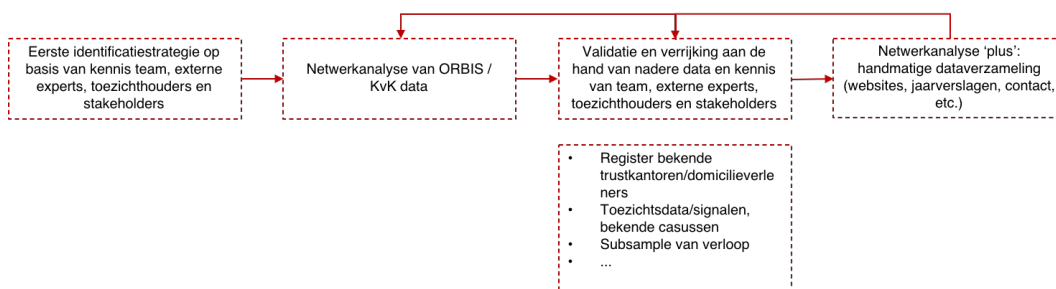 Eerste identificatiestrategie op
basis van kennis team, externe
experts, toezichthouders en
stakeholders
Netwerkanalyse van ORBIS /
KvK data
Validatie en verrijking aan de
hand van nadere data en kennis
van team, externe experts,
toezichthouders en stakeholders
Netwerkanalyse ‘plus’:
handmatige dataverzameling
(websites, jaarverslagen, contact,
etc.)
• Register bekende
trustkantoren/domicilieverle
ners
• Toezichtsdata/signalen,
bekende casussen
• Subsample van verloop
• ...